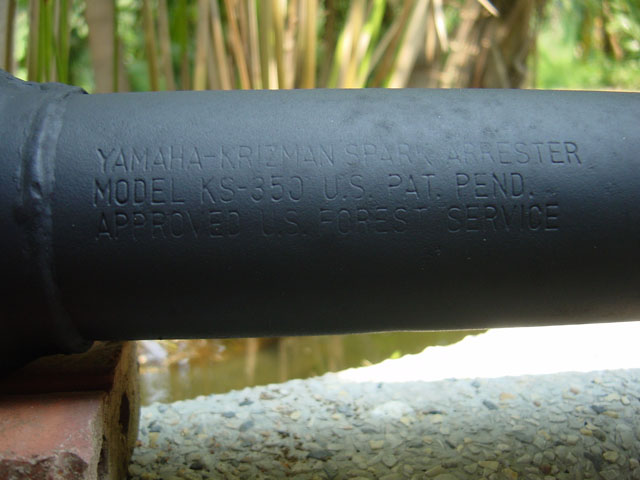 YAMAHA-KRIZMAN SPARK ARRESTER
MODEL KS-350 U.S. PAT. PEND.
APPROVED U.S. FOREST SERVICE